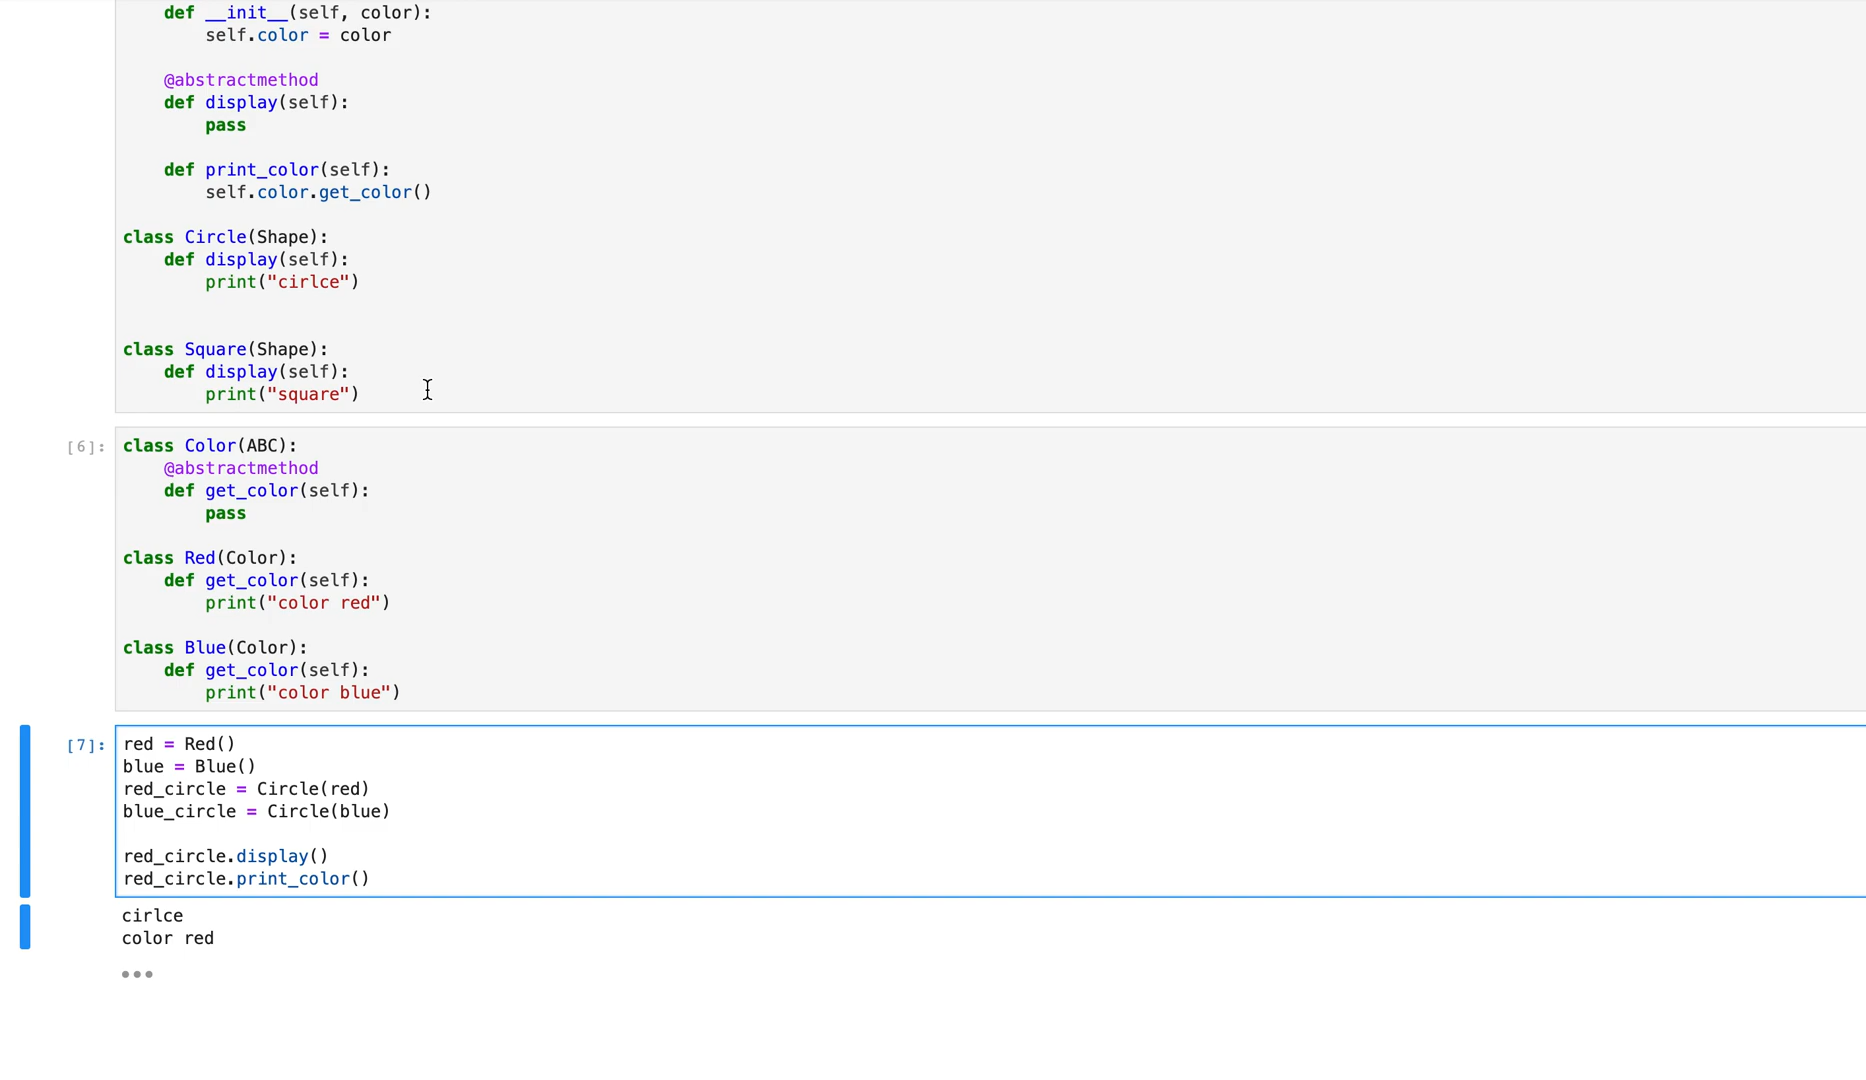 def __init__(self, color):
        self.color = color

    @abstractmethod
    def display(self):
        pass

    def print_color(self):
        self.color.get_color()

class Circle(Shape):
    def display(self):
        print("cirlce")


class Square(Shape):
    def display(self):
        print("square")
[6]: class Color(ABC):
    @abstractmethod
    def get_color(self):
        pass

class Red(Color):
    def get_color(self):
        print("color red")

class Blue(Color):
    def get_color(self):
        print("color blue")
[7]: red = Red()
blue = Blue()
red_circle = Circle(red)
blue_circle = Circle(blue)

red_circle.display()
red_circle.print_color()
cirlce
color red